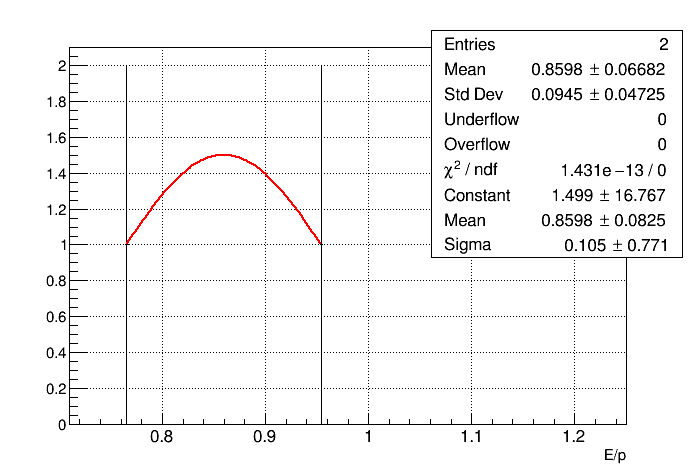 Entries 2
Mean 0.8598 ± 0.06682
Std Dev 0.0945 ± 0.04725
Underflow 0
Overflow 0
χ² / ndf 1.431e−13 / 0
Constant 1.499 ± 16.767
Mean 0.8598 ± 0.0825
Sigma 0.105 ± 0.771
2
1.8
1.6
1.4
1.2
1
0.8
0.6
0.4
0.2
0
0.8 0.9 1 1.1 1.2
E/p